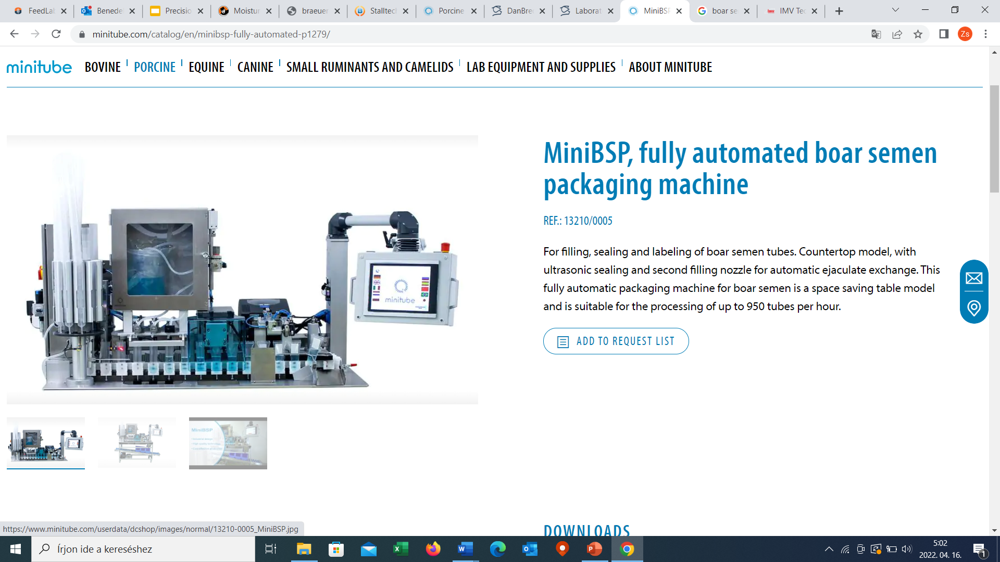 FeedLab
Benede
Precisio
Moistur
braeuer
Stalltech
Porcine
DanBree
Laborat
MiniBSP
boar se
IMV Tec
minitube.com/catalog/en/minibsp-fully-automated-p1279/
Zs
minitube
BOVINE
PORCINE
EQUINE
CANINE
SMALL RUMINANTS AND CAMELIDS
LAB EQUIPMENT AND SUPPLIES
ABOUT MINITUBE
minitube
MiniBSP, fully automated boar semen
packaging machine
REF.: 13210/0005
For filling, sealing and labeling of boar semen tubes. Countertop model, with
ultrasonic sealing and second filling nozzle for automatic ejaculate exchange. This
fully automatic packaging machine for boar semen is a space saving table model
and is suitable for the processing of up to 950 tubes per hour.
ADD TO REQUEST LIST
MiniBSP
DOWNLOADS
https://www.minitube.com/userdata/dcshop/images/normal/13210-0005_MiniBSP.jpg
Írjon ide a kereséshez
5:02
2022. 04. 16.
1